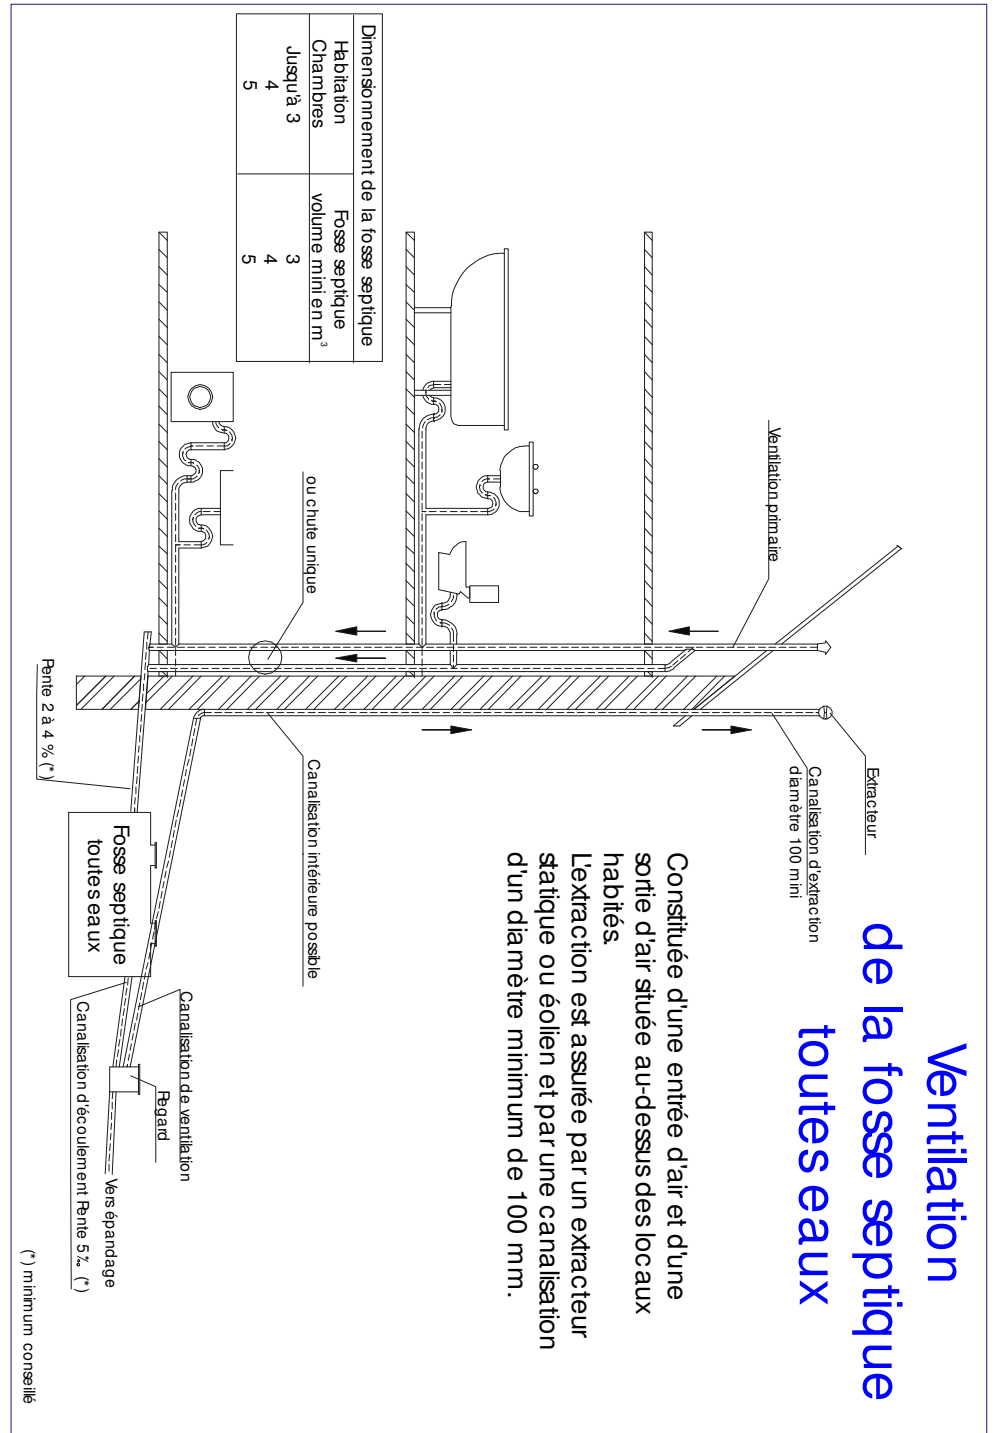 Ventilation
de la fosse septique
toutes eaux
Extracteur
Canalisation d'extraction
diamètre 100 mini
Ventilation primaire
Constituée d'une entrée d'air et d'une
sortie d'air située au-dessus des locaux
habités.
L'extraction est assurée par un extracteur
statique ou éolien et par une canalisation
d'un diamètre minimum de 100 mm.
Dimensionnement de la fosse septique
Habitation Fosse septique
Chambres volume mini en m³
Jusqu'à 3 3
4 4
5 5
ou chute unique
Canalisation intérieure possible
Pente 2 à 4 % (*)
Fosse septique
toutes eaux
Canalisation de ventilation
Regard
Vers épandage
Canalisation d'écoulement Pente 5‰ (*)
(*) minimum conseillé